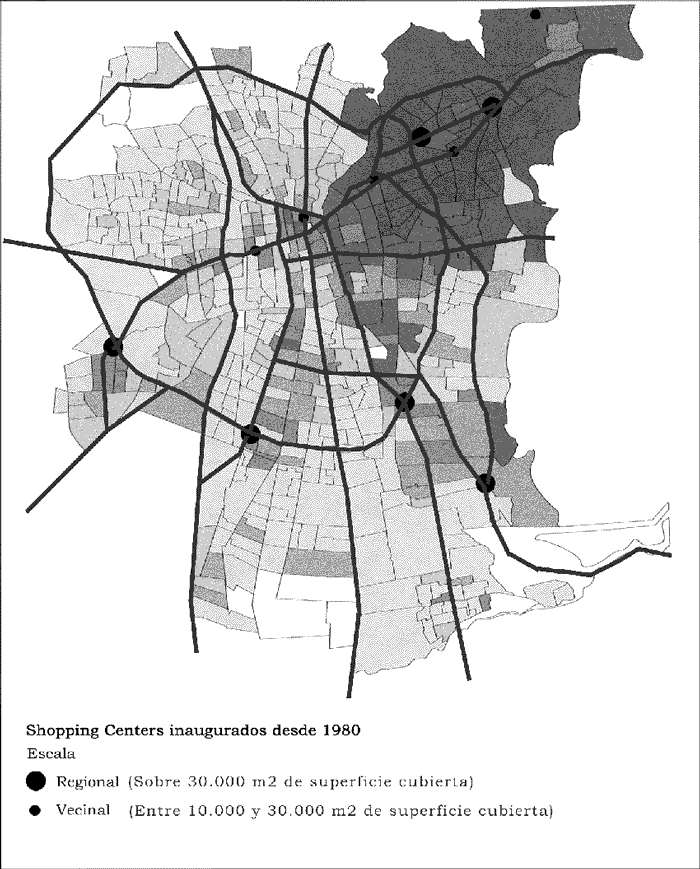 Shopping Centers inaugurados desde 1980
Escala
Regional (Sobre 30.000 m2 de superficie cubierta)
Vecinal (Entre 10.000 y 30.000 m2 de superficie cubierta)